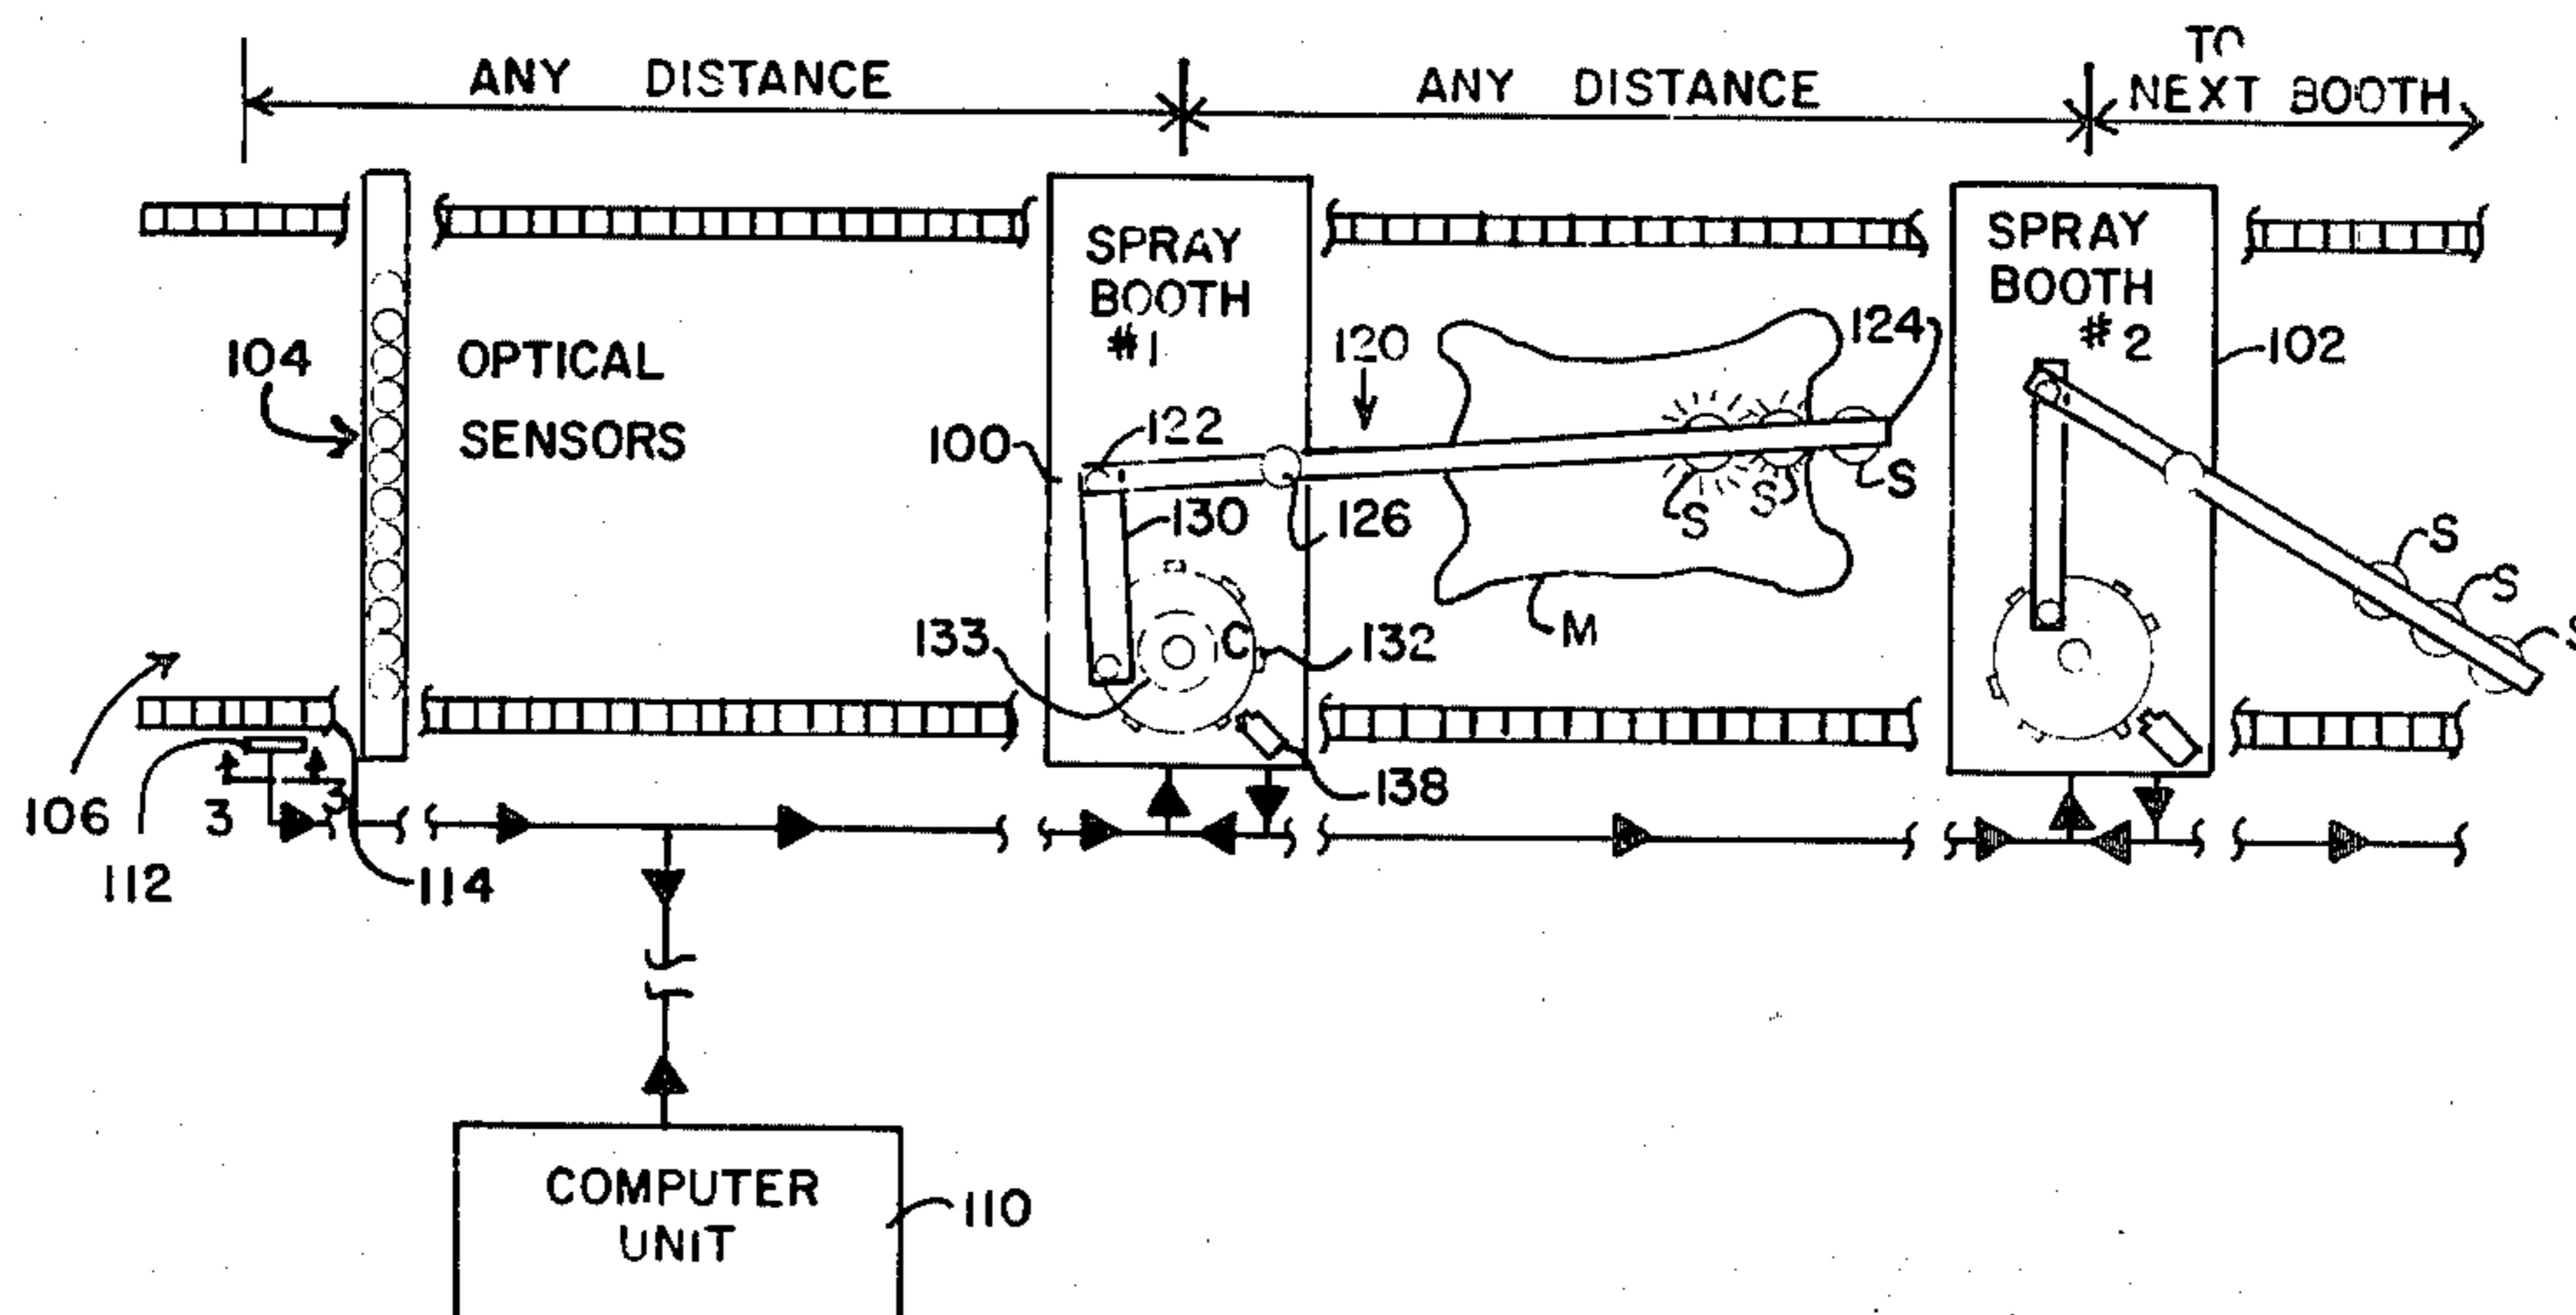 ANY DISTANCE
ANY DISTANCE
TO
NEXT BOOTH
SPRAY
BOOTH
#1
SPRAY
BOOTH
#2
102
104
OPTICAL
SENSORS
100
122
120
124
S
S
S
130
126
M
133
C
132
138
S
S
S
106
112
3
3
114
COMPUTER
UNIT
110